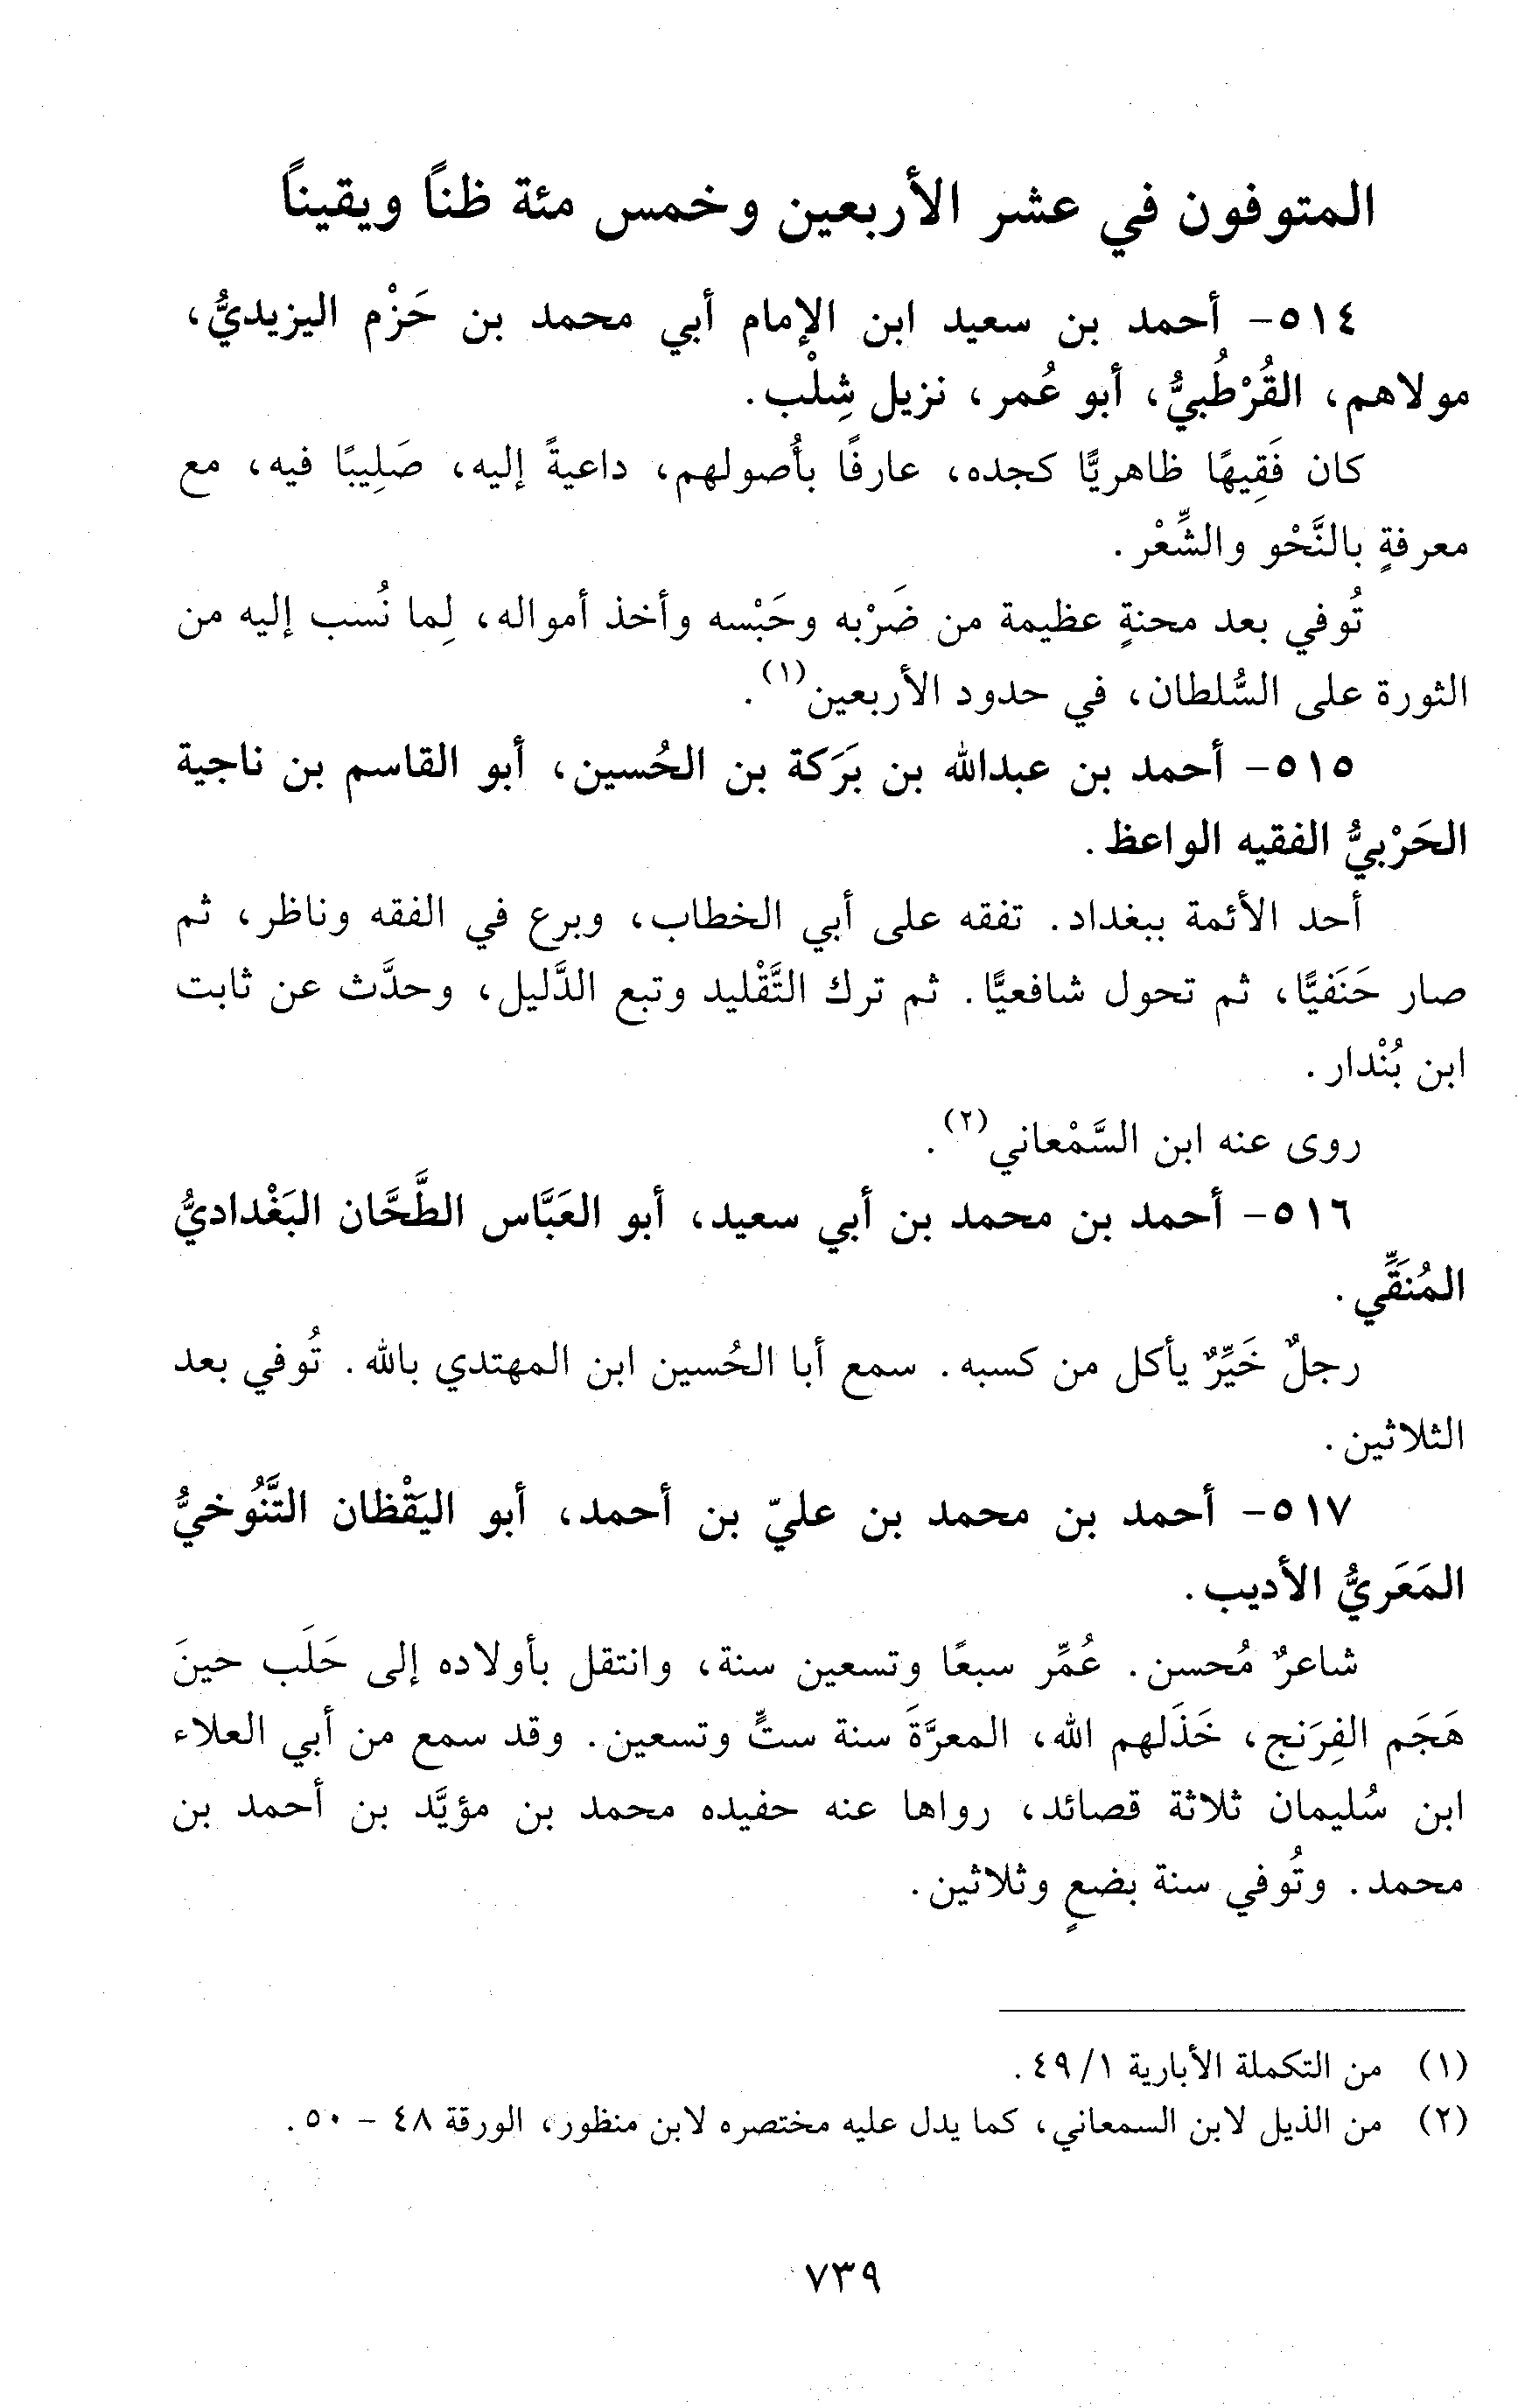 المتوفون في عشر الأربعين وخمس مئة ظناً ويقيناً
٥١٤- أحمد بن سعيد ابن الإمام أبي محمد بن حَزْم اليزيديُّ،
مولاهم، القُرْطُبيُّ، أبو عُمر، نزيل شِلْب.
كان فَقِيهًا ظاهريًّا كجده، عارفًا بأُصولهم، داعيةً إليه، صَلِيبًا فيه، مع
معرفةٍ بالنَّحْو والشِّعْر.
تُوفي بعد محنةٍ عظيمة من ضَرْبه وحَبْسه وأخذ أمواله، لِما نُسب إليه من
الثورة على السُّلطان، في حدود الأربعين(١).
٥١٥- أحمد بن عبدالله بن بَرَكة بن الحُسين، أبو القاسم بن ناجية
الحَرْبيُّ الفقيه الواعظ.
أحد الأئمة ببغداد. تفقه على أبي الخطاب، وبرع في الفقه وناظر، ثم
صار حَنَفيًّا، ثم تحول شافعيًّا. ثم ترك التَّقْليد وتبع الدَّليل، وحدَّث عن ثابت
ابن بُنْدار.
روى عنه ابن السَّمْعاني(٢).
٥١٦- أحمد بن محمد بن أبي سعيد، أبو العَبَّاس الطَّحَّان البَغْداديُّ
المُنَقِّي.
رجلٌ خَيِّرٌ يأكل من كسبه. سمع أبا الحُسين ابن المهتدي بالله. تُوفي بعد
الثلاثين.
٥١٧- أحمد بن محمد بن عليّ بن أحمد، أبو اليَقْظان التَّنُوخيُّ
المَعَريُّ الأديب.
شاعرٌ مُحسن. عُمِّر سبعًا وتسعين سنة، وانتقل بأولاده إلى حَلَب حينَ
هَجَم الفِرَنج، خَذَلهم الله، المعرَّةَ سنة ستٍّ وتسعين. وقد سمع من أبي العلاء
ابن سُليمان ثلاثة قصائد، رواها عنه حفيده محمد بن مؤيَّد بن أحمد بن
محمد. وتُوفي سنة بضعٍ وثلاثين.
(١) من التكملة الأبارية ١/ ٤٩.
(٢) من الذيل لابن السمعاني، كما يدل عليه مختصره لابن منظور، الورقة ٤٨ - ٥٠.
٧٣٩